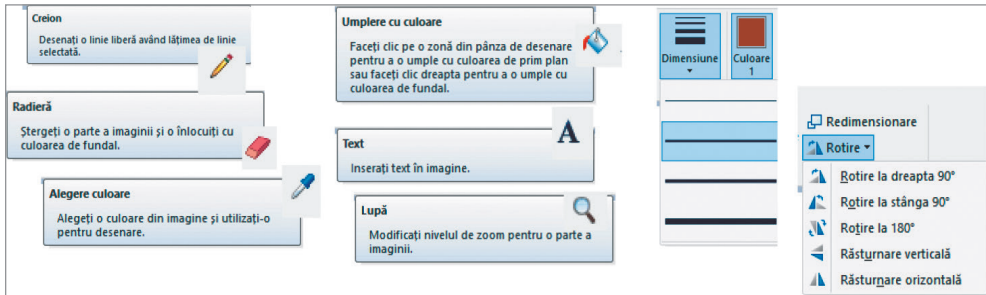 Creion
Desenați o linie liberă având lățimea de linie
selectată.
Radieră
Ștergeți o parte a imaginii și o înlocuiți cu
culoarea de fundal.
Alegere culoare
Alegeți o culoare din imagine și utilizați-o
pentru desenare.
Umplere cu culoare
Faceți clic pe o zonă din pânza de desenare
pentru a o umple cu culoarea de prim plan
sau faceți clic dreapta pentru a o umple cu
culoarea de fundal.
A
Text
Inserați text în imagine.
Lupă
Modificați nivelul de zoom pentru o parte a
imaginii.
Dimensiune
Culoare
1
Redimensionare
Rotire
Rotire la dreapta 90°
Rotire la stânga 90°
Rotire la 180°
Răsturnare verticală
Răsturnare orizontală